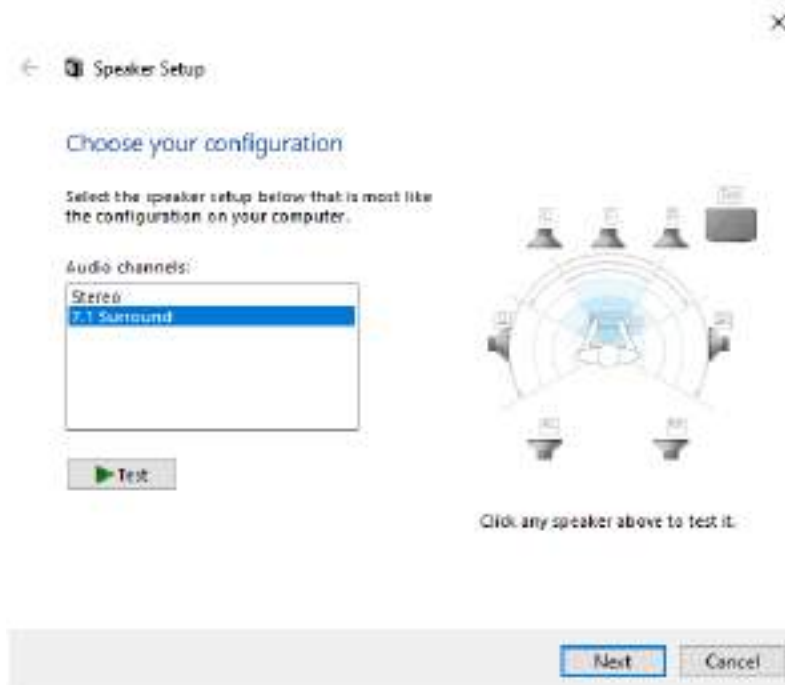 Speaker Setup
Choose your configuration
Select the speaker setup below that is most like
the configuration on your computer.
Audio channels:
Stereo
7.1 Surround
Test
Click any speaker above to test it.
Next
Cancel